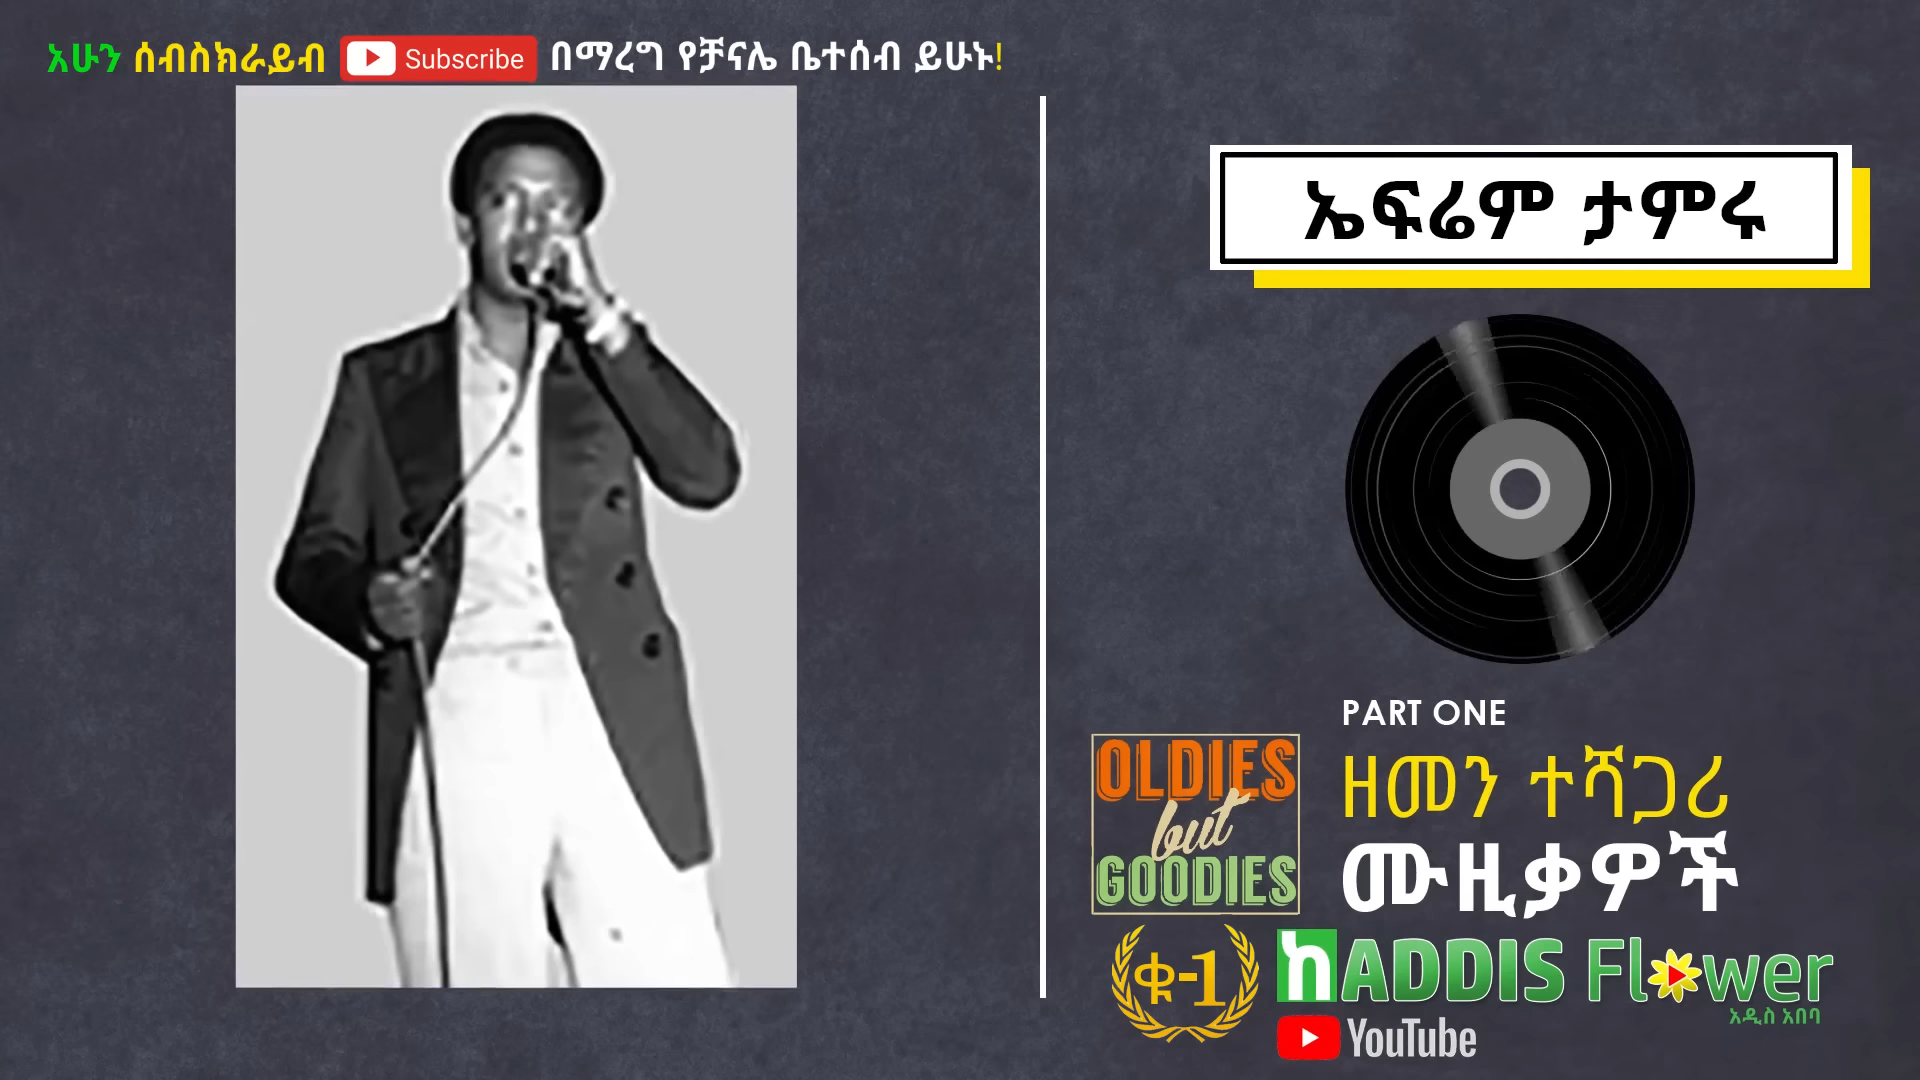 አሁን ሰብስክራይብ Subscribe በማረግ የቻናሌ ቤተሰብ ይሁኑ!
ኤፍሬም ታምሩ
PART ONE
ዘመን ተሻጋሪ
ሙዚቃዎች
OLDIES
but
GOODIES
ቁ-1
ከADDIS Flower
አዲስ አበባ
YouTube